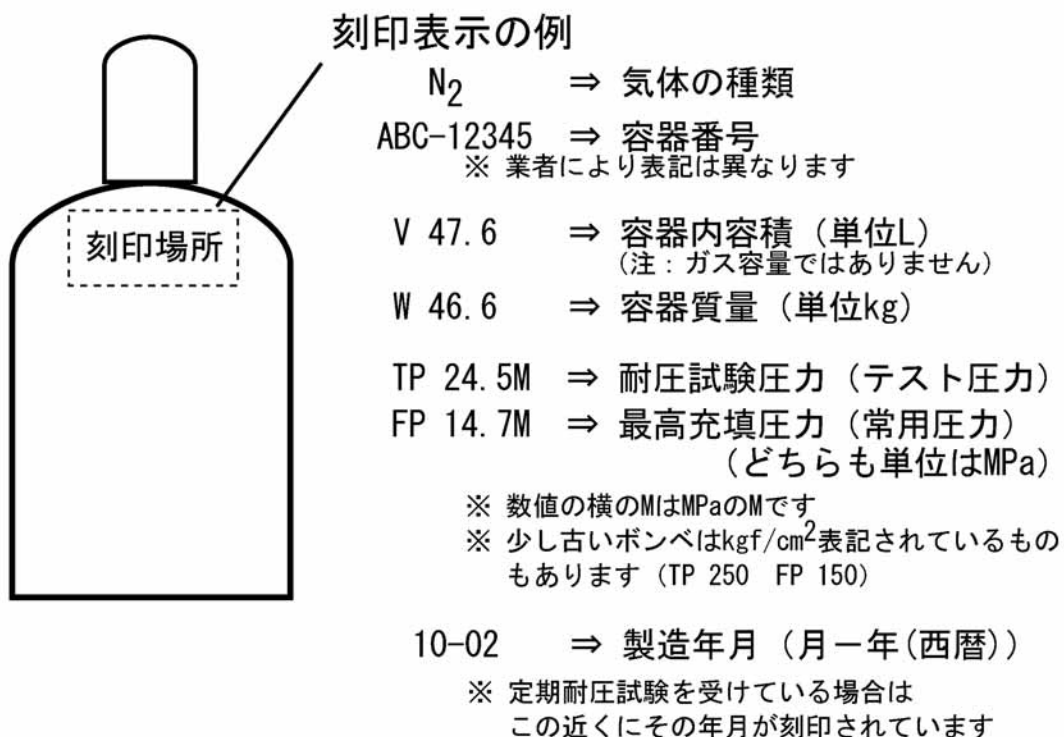 刻印表示の例
N2 ⇒ 気体の種類
ABC-12345 ⇒ 容器番号
※ 業者により表記は異なります
刻印場所
V 47.6 ⇒ 容器内容積（単位L）
（注：ガス容量ではありません）
W 46.6 ⇒ 容器質量（単位kg）
TP 24.5M ⇒ 耐圧試験圧力（テスト圧力）
FP 14.7M ⇒ 最高充填圧力（常用圧力）
（どちらも単位はMPa）
※ 数値の横のMはMPaのMです
※ 少し古いボンベはkgf/cm2表記されているもの
もあります（TP 250 FP 150）
10-02 ⇒ 製造年月（月－年(西暦)）
※ 定期耐圧試験を受けている場合は
この近くにその年月が刻印されています